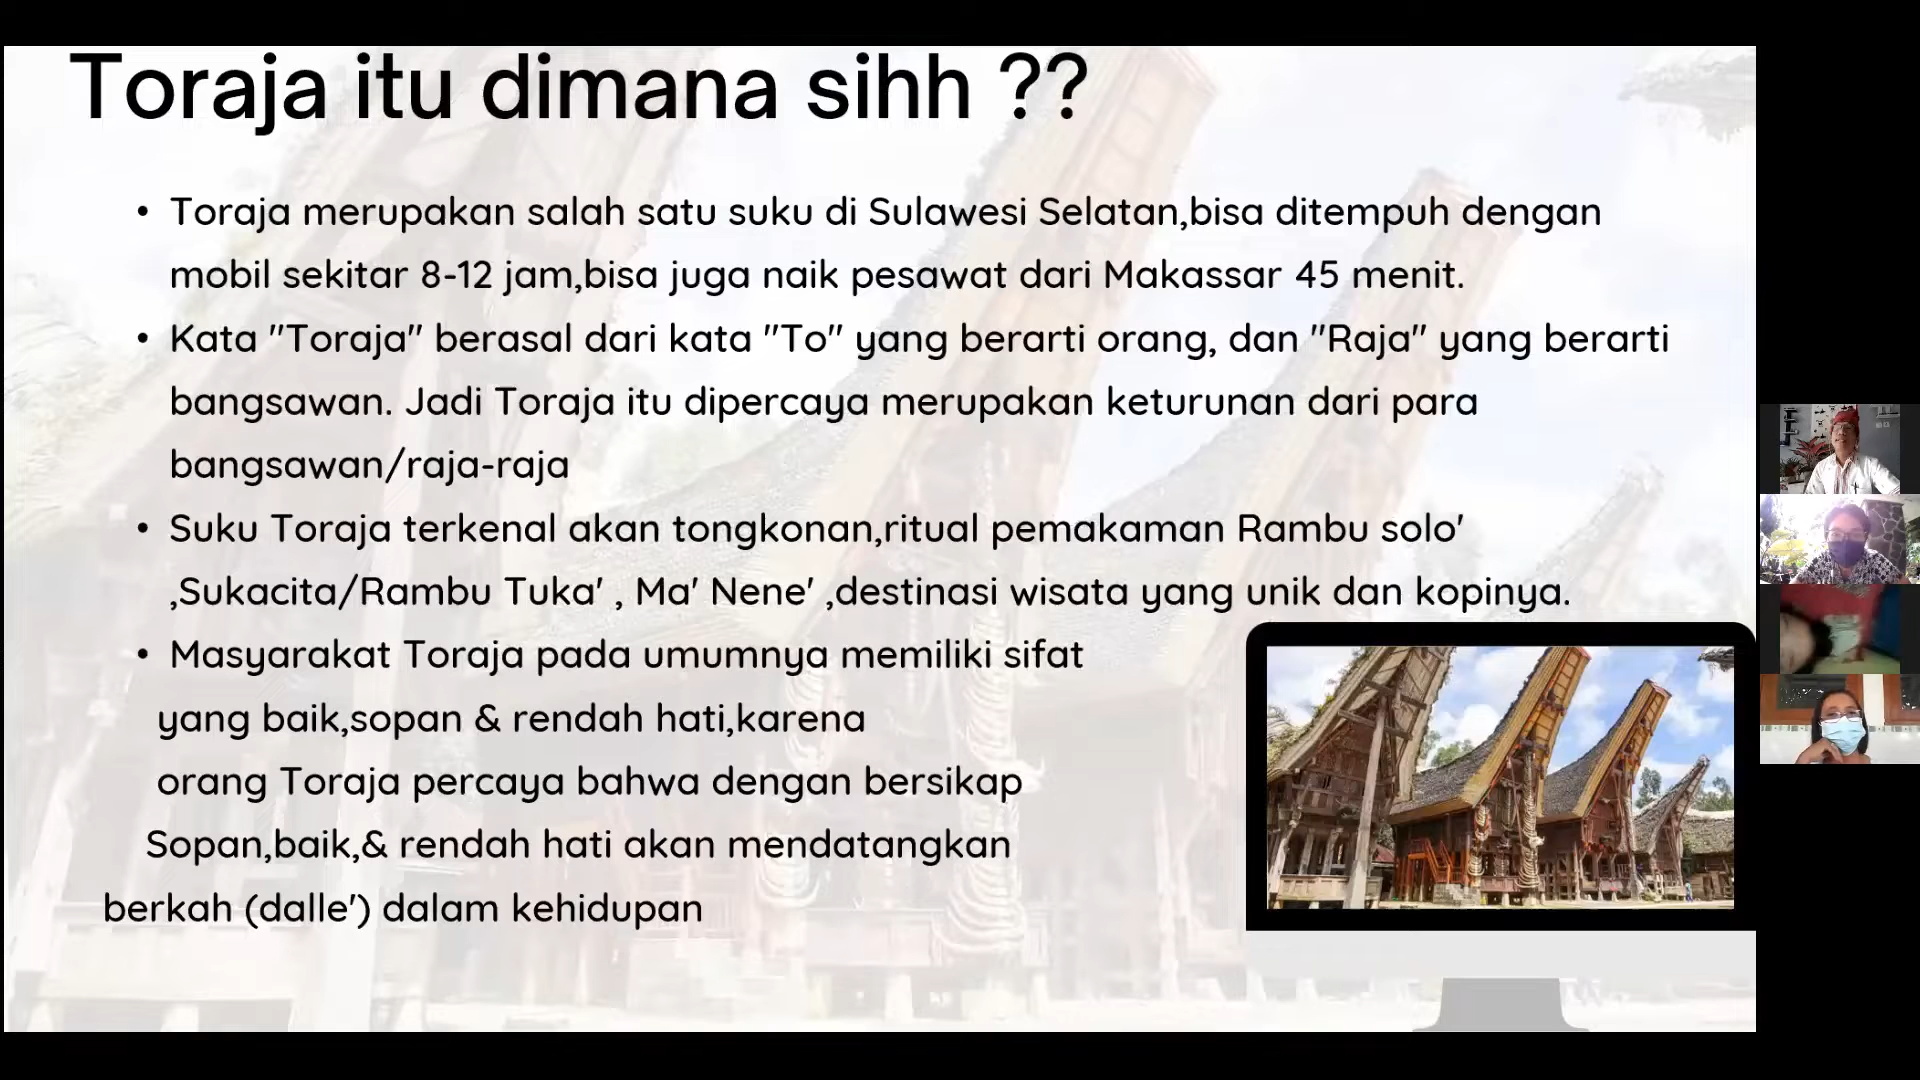 Toraja itu dimana sihh ??
• Toraja merupakan salah satu suku di Sulawesi Selatan,bisa ditempuh dengan
mobil sekitar 8-12 jam,bisa juga naik pesawat dari Makassar 45 menit.
• Kata "Toraja" berasal dari kata "To" yang berarti orang, dan "Raja" yang berarti
bangsawan. Jadi Toraja itu dipercaya merupakan keturunan dari para
bangsawan/raja-raja
• Suku Toraja terkenal akan tongkonan,ritual pemakaman Rambu solo'
,Sukacita/Rambu Tuka' , Ma' Nene' ,destinasi wisata yang unik dan kopinya.
• Masyarakat Toraja pada umumnya memiliki sifat
yang baik,sopan & rendah hati,karena
orang Toraja percaya bahwa dengan bersikap
Sopan,baik,& rendah hati akan mendatangkan
berkah (dalle') dalam kehidupan